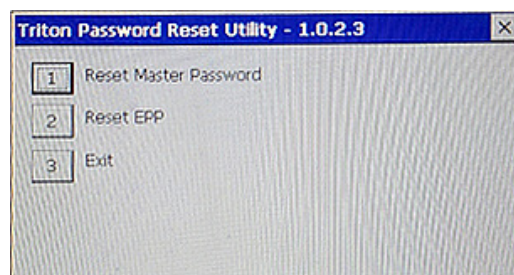 Triton Password Reset Utility - 1.0.2.3
1 Reset Master Password
2 Reset EPP
3 Exit